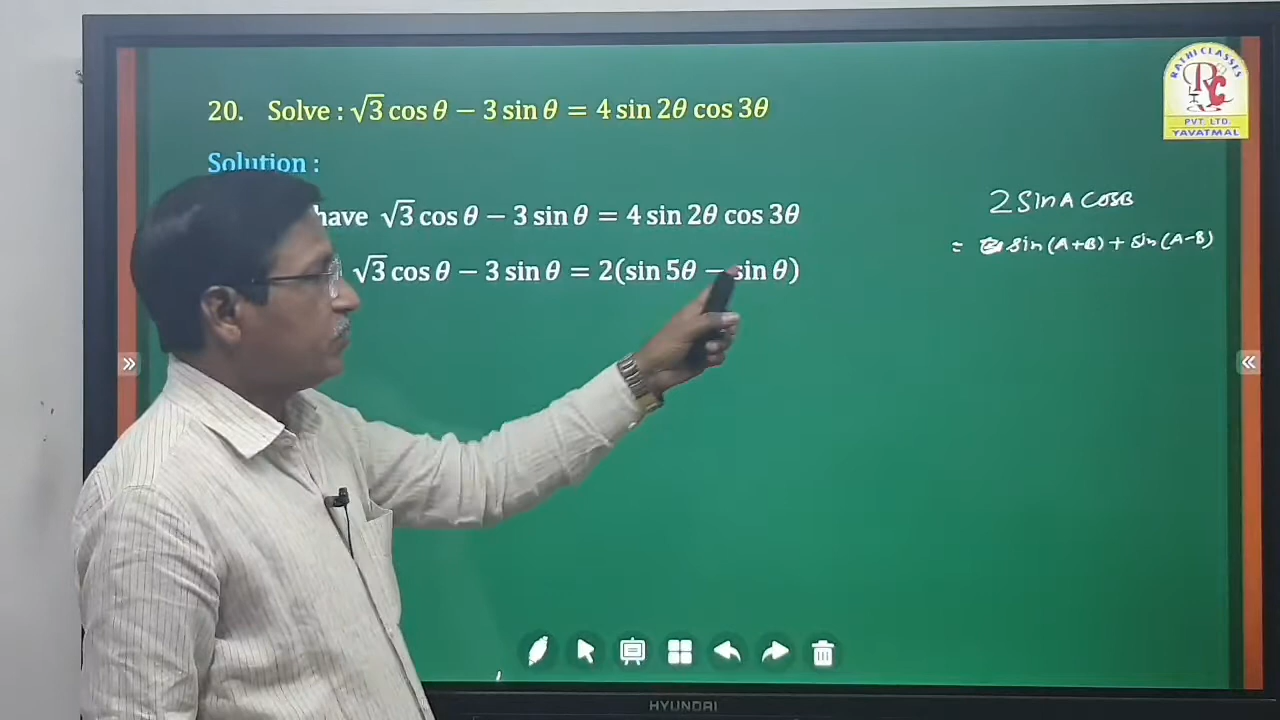 20. Solve : √3 cos θ − 3 sin θ = 4 sin 2θ cos 3θ
Solution :
have √3 cos θ − 3 sin θ = 4 sin 2θ cos 3θ
√3 cos θ − 3 sin θ = 2(sin 5θ − sin θ)
2 Sin A Cos B
= Sin (A+B) + Sin (A−B)
RATHI CLASSES
RC
PVT. LTD.
YAVATMAL
HYUNDAI